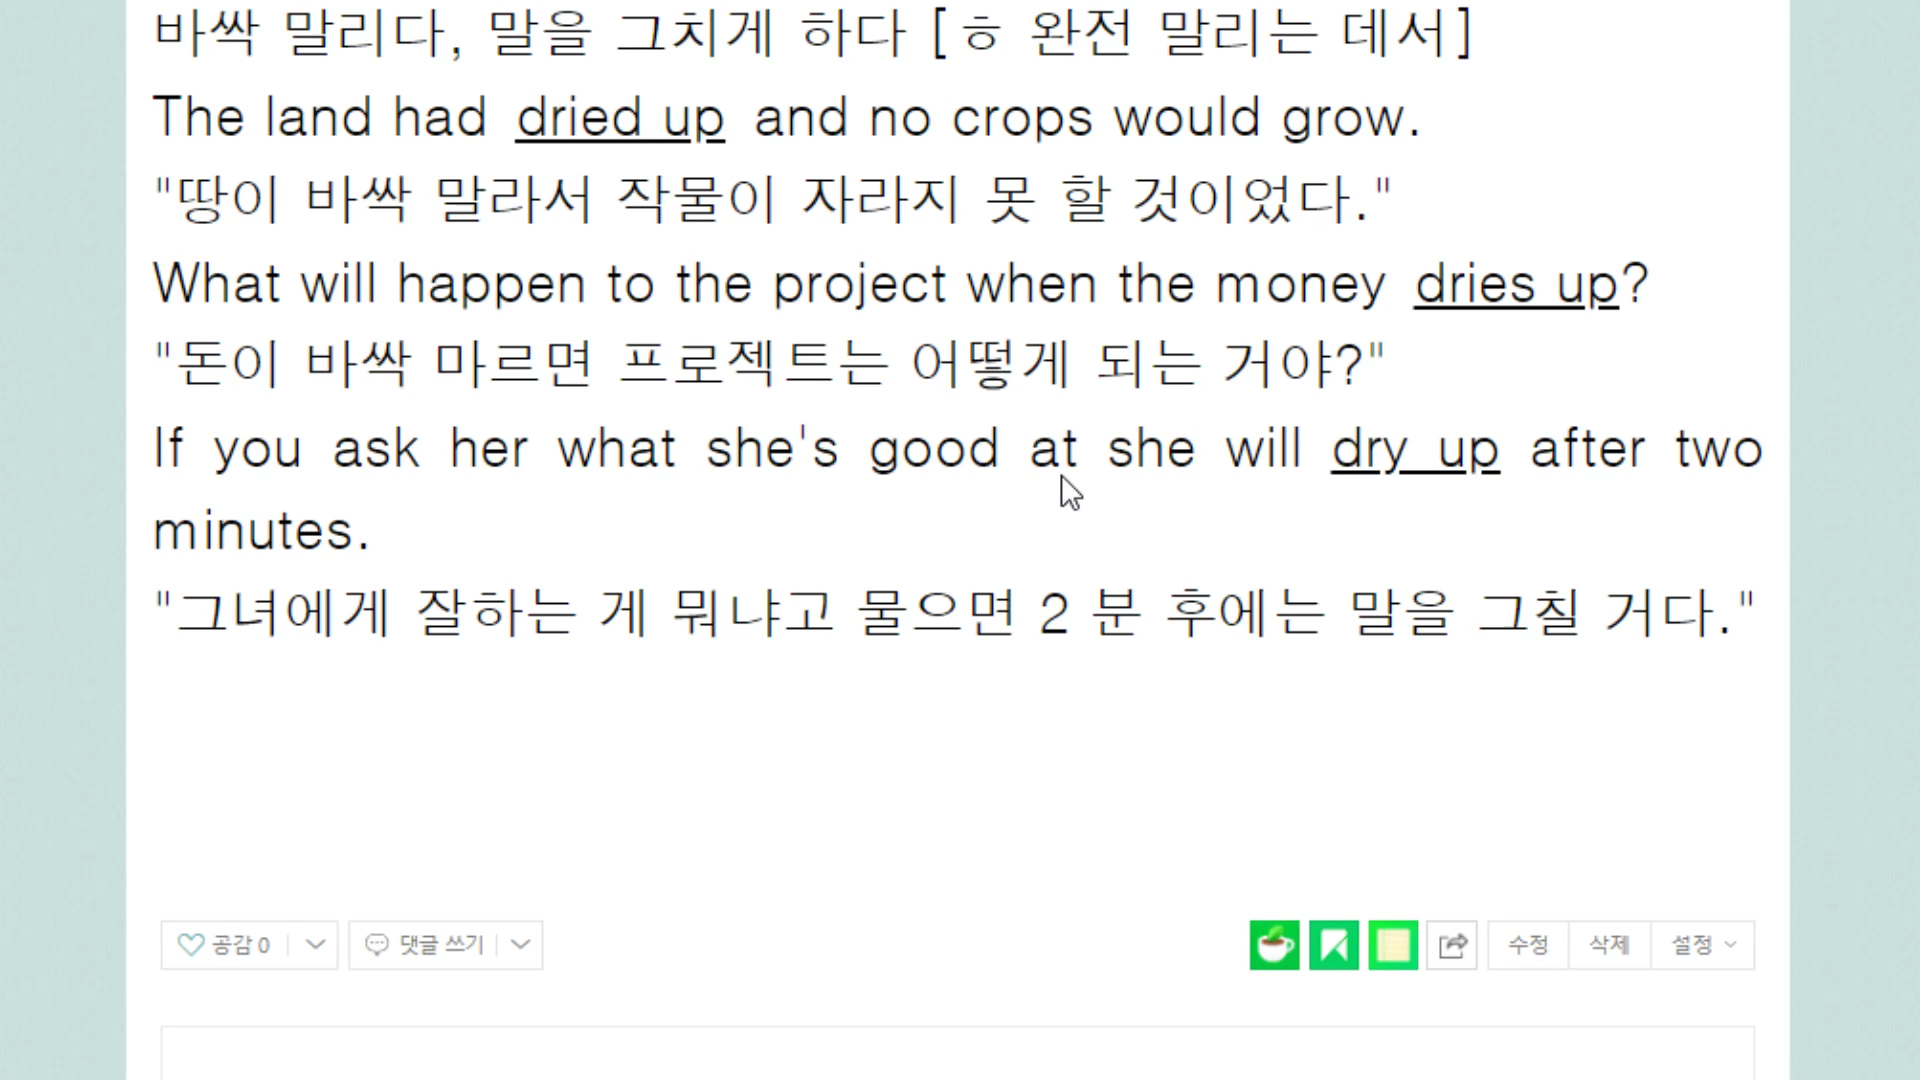 바싹 말리다, 말을 그치게 하다 [ㅎ 완전 말리는 데서]
The land had dried up and no crops would grow.
"땅이 바싹 말라서 작물이 자라지 못 할 것이었다."
What will happen to the project when the money dries up?
"돈이 바싹 마르면 프로젝트는 어떻게 되는 거야?"
If you ask her what she's good at she will dry up after two
minutes.
"그녀에게 잘하는 게 뭐냐고 물으면 2 분 후에는 말을 그칠 거다."
공감 0 댓글 쓰기 수정 삭제 설정